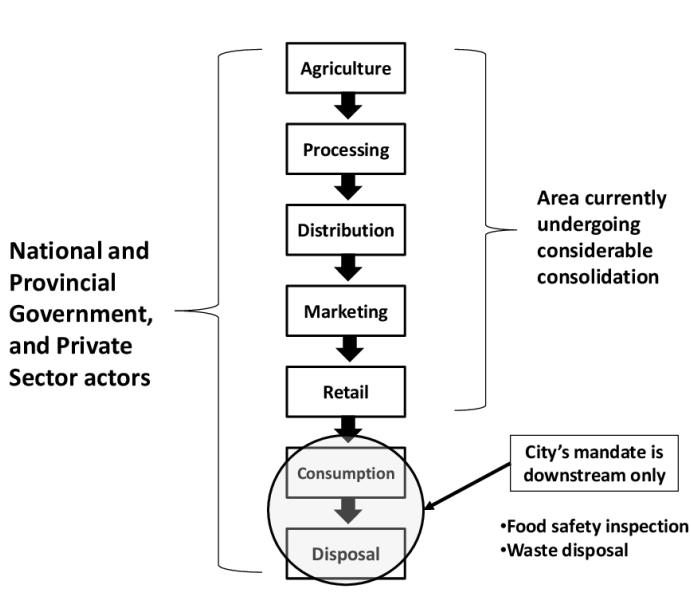 Agriculture
Processing
Distribution
Marketing
Retail
Consumption
Disposal
National and
Provincial
Government,
and Private
Sector actors
Area currently
undergoing
considerable
consolidation
City’s mandate is
downstream only
•Food safety inspection
•Waste disposal